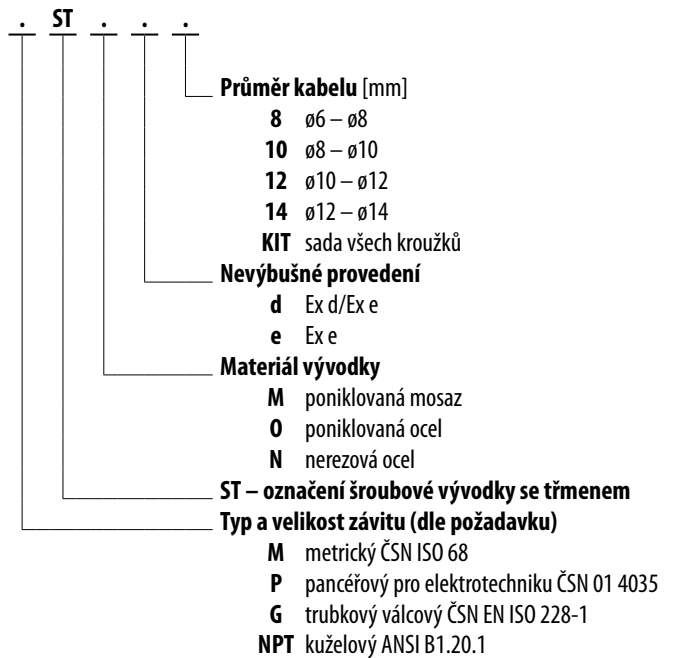 . ST . . .
Průměr kabelu [mm]
8 ø6 – ø8
10 ø8 – ø10
12 ø10 – ø12
14 ø12 – ø14
KIT sada všech kroužků
Nevýbušné provedení
d Ex d/Ex e
e Ex e
Materiál vývodky
M poniklovaná mosaz
O poniklovaná ocel
N nerezová ocel
ST – označení šroubové vývodky se třmenem
Typ a velikost závitu (dle požadavku)
M metrický ČSN ISO 68
P pancéřový pro elektrotechniku ČSN 01 4035
G trubkový válcový ČSN EN ISO 228-1
NPT kuželový ANSI B1.20.1